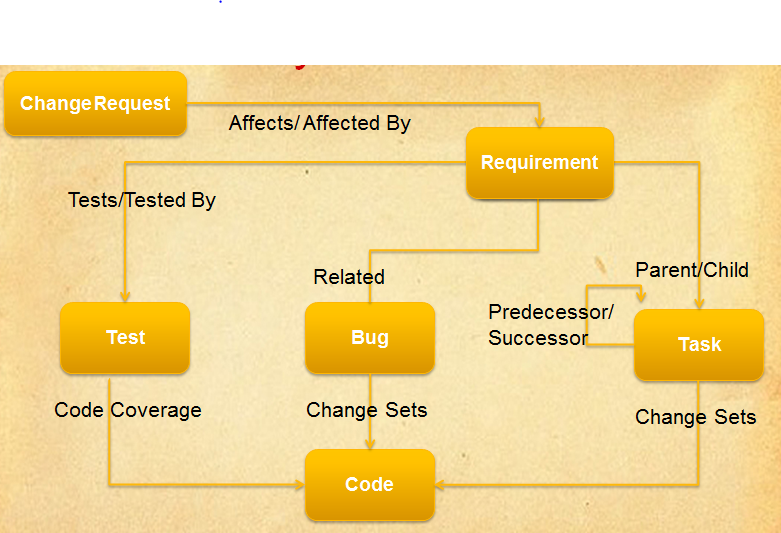 ChangeRequest
Affects/ Affected By
Requirement
Tests/Tested By
Related
Parent/Child
Predecessor/
Successor
Test
Bug
Task
Code Coverage
Change Sets
Change Sets
Code